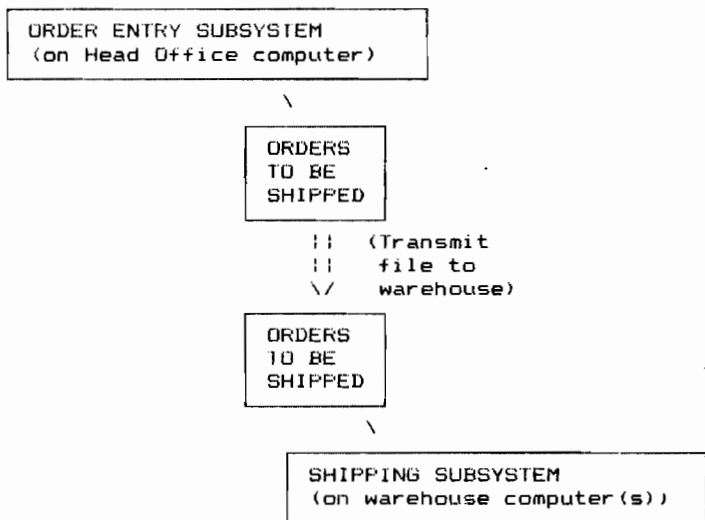 ORDER ENTRY SUBSYSTEM
(on Head Office computer)
ORDERS
TO BE
SHIPPED
(Transmit
file to
warehouse)
ORDERS
TO BE
SHIPPED
SHIPPING SUBSYSTEM
(on warehouse computer(s))